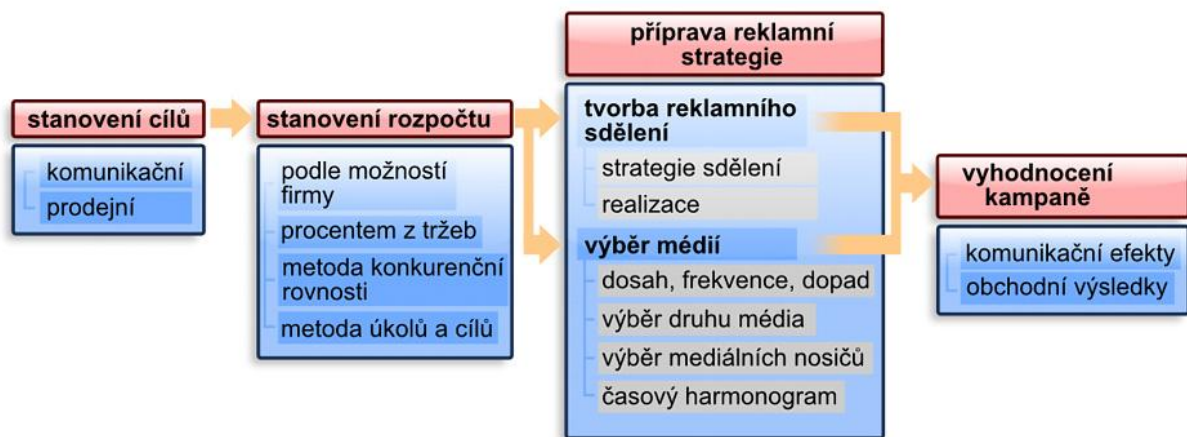 stanovení cílů
komunikační
prodejní
stanovení rozpočtu
podle možností
firmy
procentem z tržeb
metoda konkurenční
rovnosti
metoda úkolů a cílů
příprava reklamní
strategie
tvorba reklamního
sdělení
strategie sdělení
realizace
výběr médií
dosah, frekvence, dopad
výběr druhu média
výběr mediálních nosičů
časový harmonogram
vyhodnocení
kampaně
komunikační efekty
obchodní výsledky